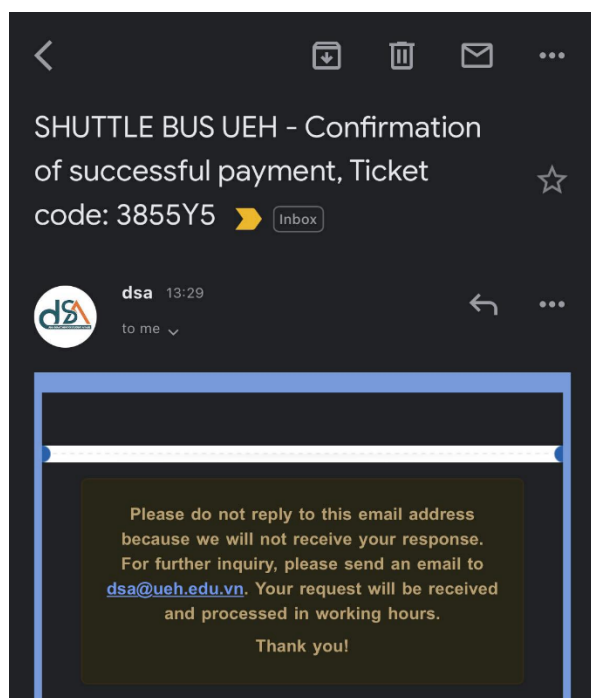 SHUTTLE BUS UEH - Confirmation
of successful payment, Ticket
code: 3855Y5 Inbox
dsa 13:29
to me
dsa
Please do not reply to this email address
because we will not receive your response.
For further inquiry, please send an email to
dsa@ueh.edu.vn. Your request will be received
and processed in working hours.
Thank you!